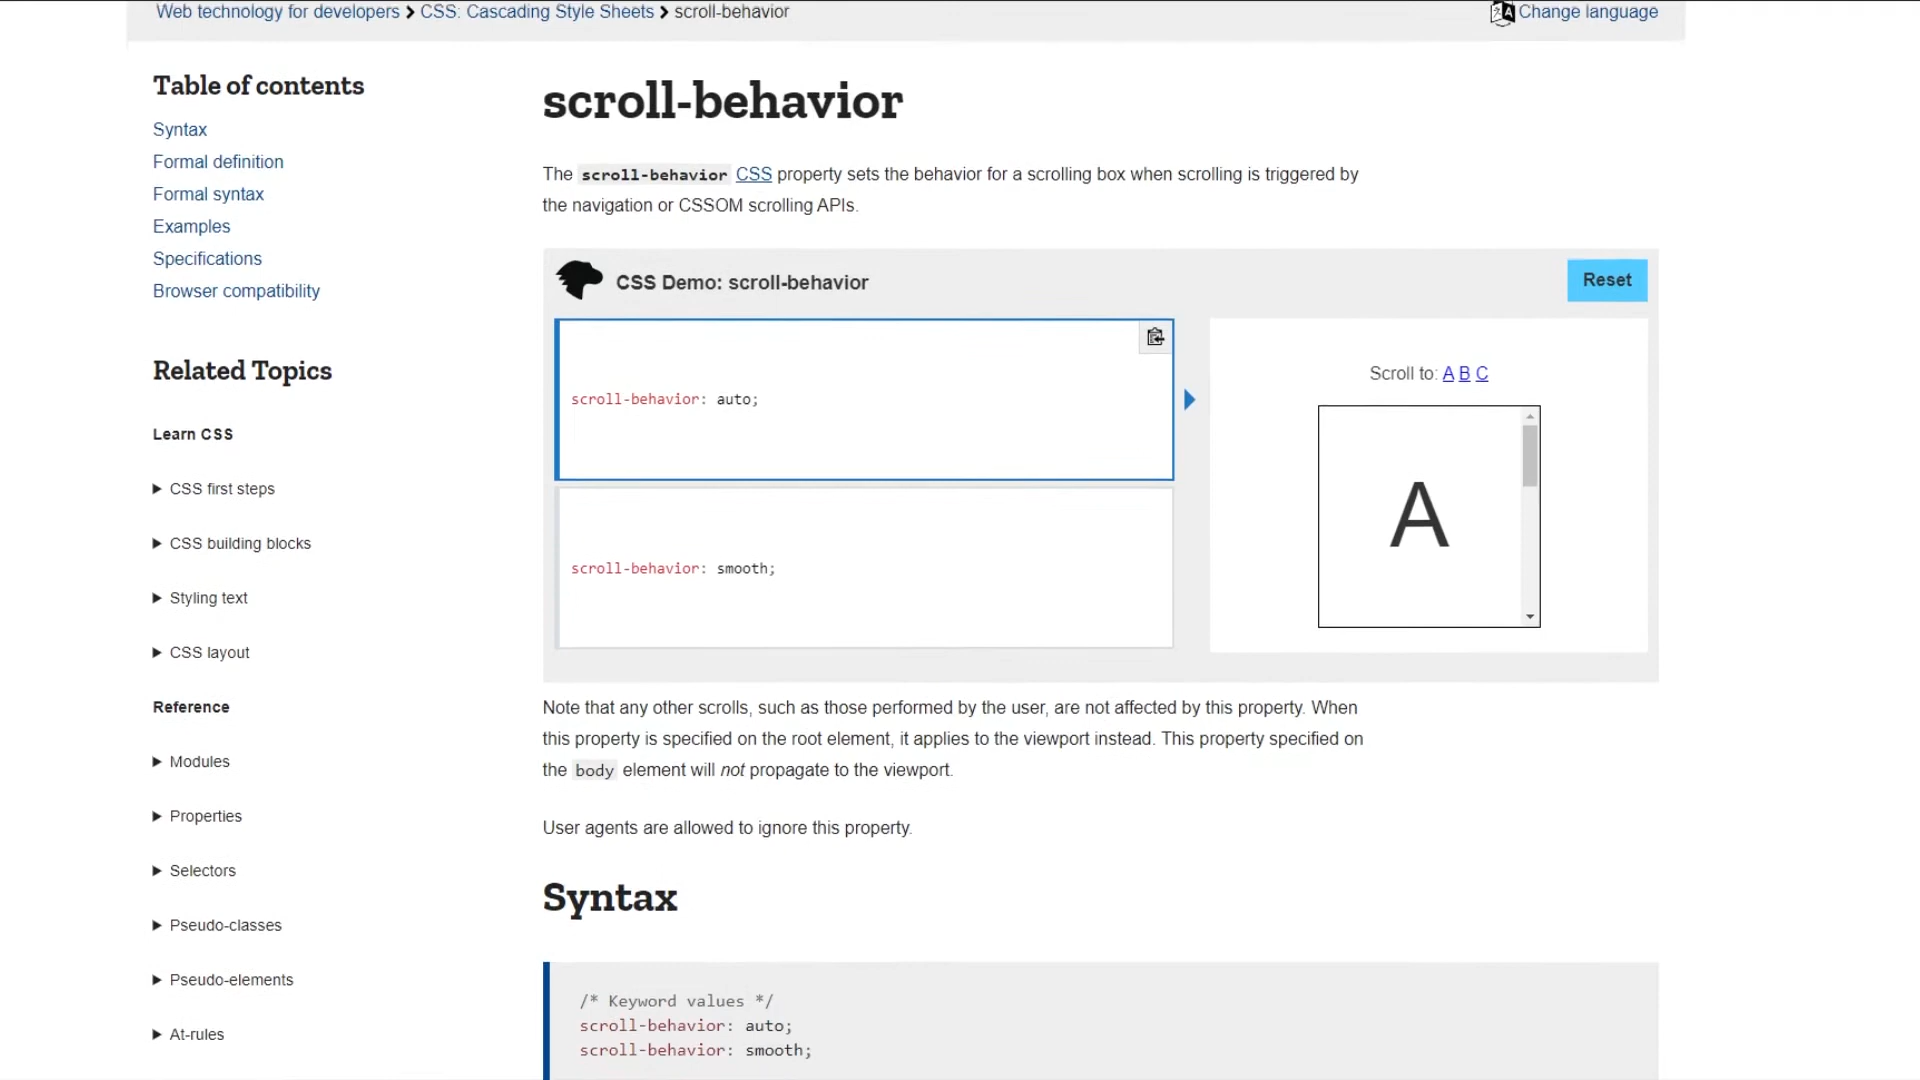 Web technology for developers > CSS: Cascading Style Sheets > scroll-behavior
Change language
Table of contents
Syntax
Formal definition
Formal syntax
Examples
Specifications
Browser compatibility
Related Topics
Learn CSS
CSS first steps
CSS building blocks
Styling text
CSS layout
Reference
Modules
Properties
Selectors
Pseudo-classes
Pseudo-elements
At-rules
scroll-behavior
The scroll-behavior CSS property sets the behavior for a scrolling box when scrolling is triggered by
the navigation or CSSOM scrolling APIs.
CSS Demo: scroll-behavior
Reset
scroll-behavior: auto;
scroll-behavior: smooth;
Scroll to: A B C
A
Note that any other scrolls, such as those performed by the user, are not affected by this property. When
this property is specified on the root element, it applies to the viewport instead. This property specified on
the body element will not propagate to the viewport.
User agents are allowed to ignore this property.
Syntax
/* Keyword values */
scroll-behavior: auto;
scroll-behavior: smooth;